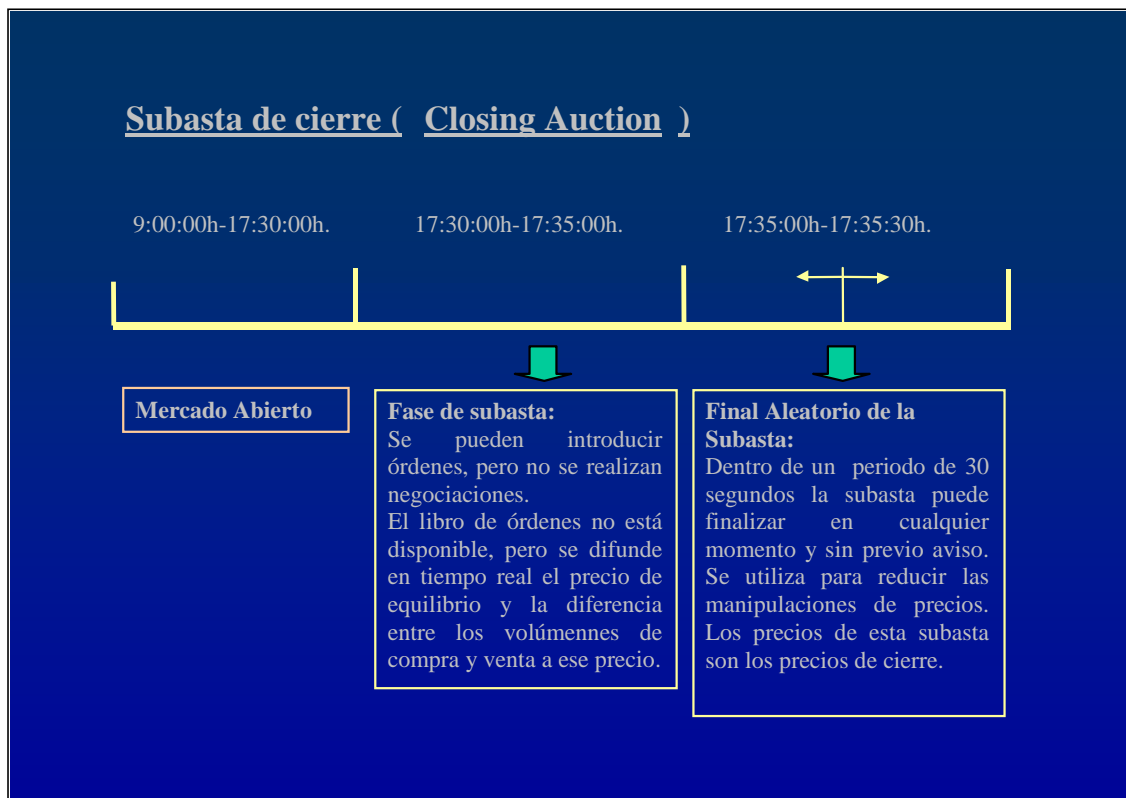 Subasta de cierre ( Closing Auction )
9:00:00h-17:30:00h.
17:30:00h-17:35:00h.
17:35:00h-17:35:30h.
Mercado Abierto
Fase de subasta:
Se pueden introducir
órdenes, pero no se realizan
negociaciones.
El libro de órdenes no está
disponible, pero se difunde
en tiempo real el precio de
equilibrio y la diferencia
entre los volúmennes de
compra y venta a ese precio.
Final Aleatorio de la
Subasta:
Dentro de un periodo de 30
segundos la subasta puede
finalizar en cualquier
momento y sin previo aviso.
Se utiliza para reducir las
manipulaciones de precios.
Los precios de esta subasta
son los precios de cierre.